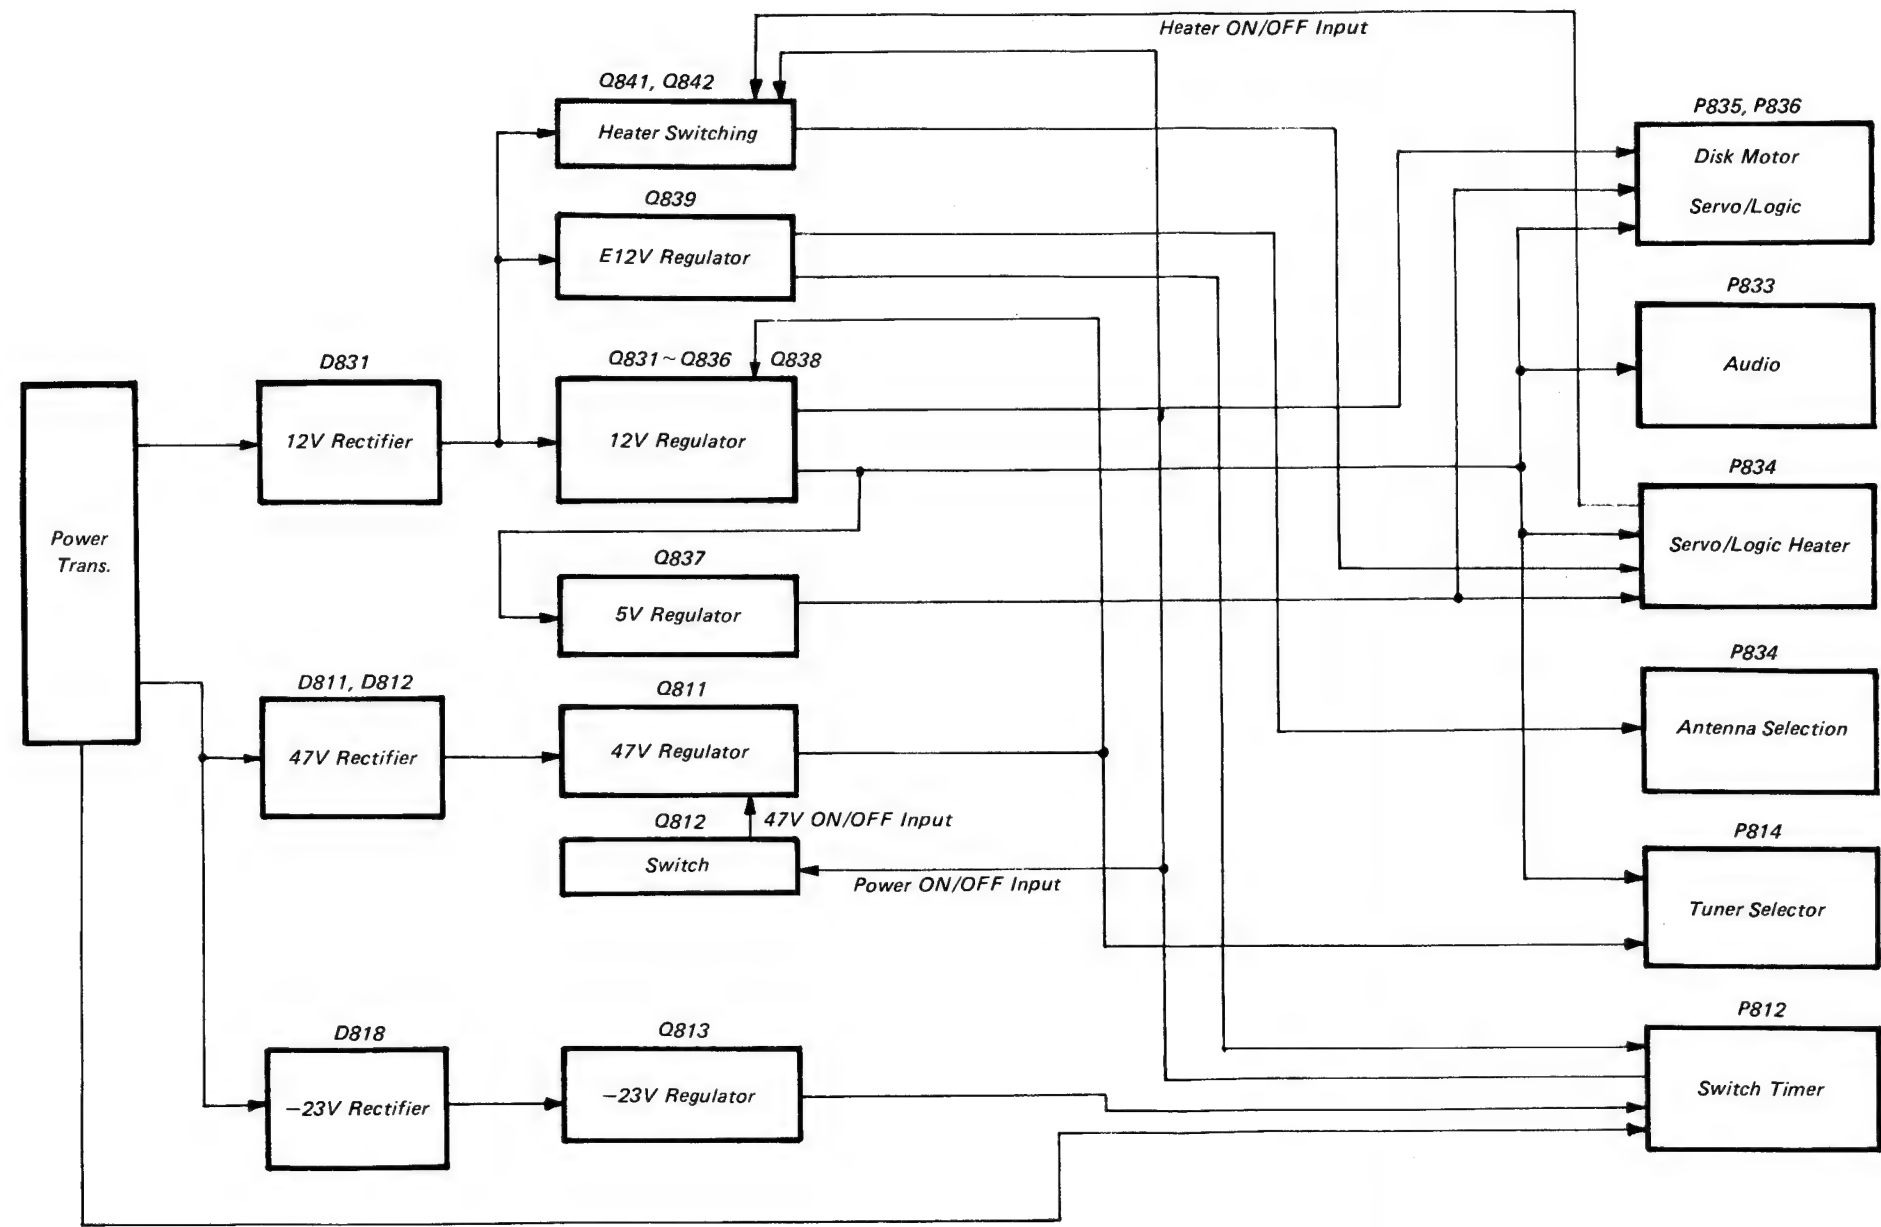 Heater ON/OFF Input
Q841, Q842
Heater Switching
P835, P836
Disk Motor
Servo/Logic
Q839
E12V Regulator
P833
Audio
D831
12V Rectifier
Q831~Q836
Q838
12V Regulator
P834
Servo/Logic Heater
Power
Trans.
Q837
5V Regulator
P834
Antenna Selection
D811, D812
47V Rectifier
Q811
47V Regulator
Q812
47V ON/OFF Input
Switch
Power ON/OFF Input
P814
Tuner Selector
D818
−23V Rectifier
Q813
−23V Regulator
P812
Switch Timer